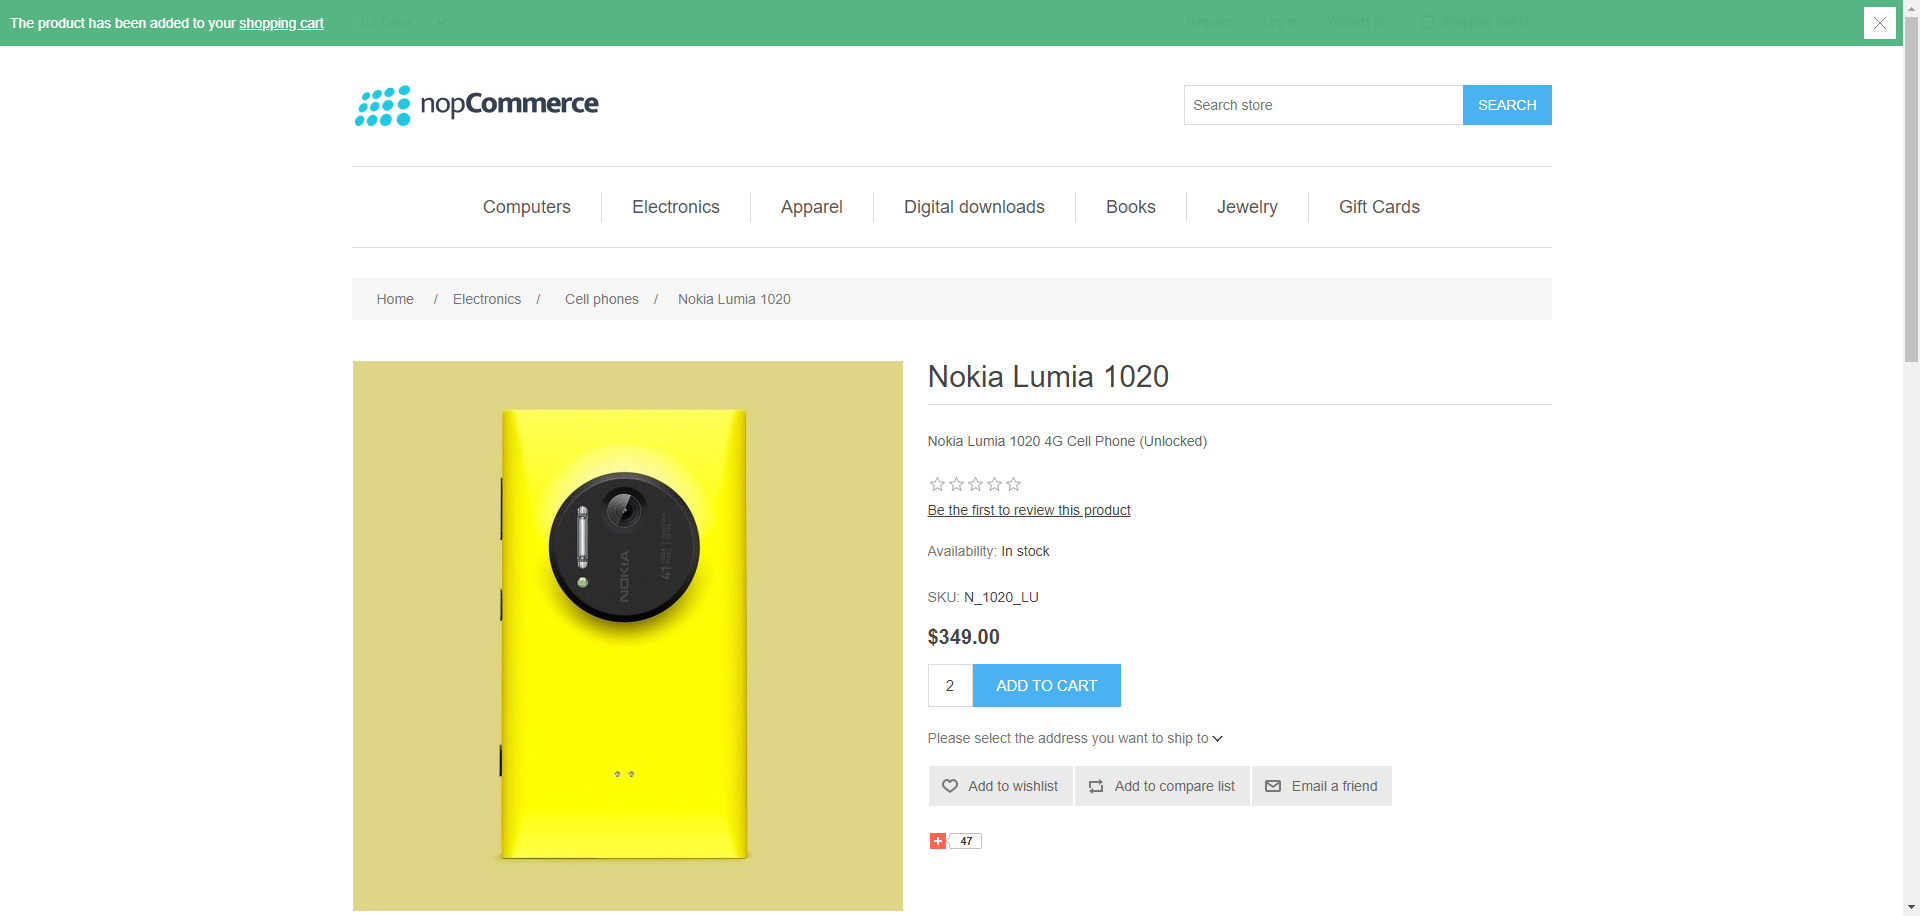 The product has been added to your shopping cart
US Dollar
Register
Log in
Wishlist (0)
Shopping cart (2)
nopCommerce
Search store
SEARCH
Computers
Electronics
Apparel
Digital downloads
Books
Jewelry
Gift Cards
Home / Electronics / Cell phones / Nokia Lumia 1020
Nokia Lumia 1020
Nokia Lumia 1020 4G Cell Phone (Unlocked)
Be the first to review this product
Availability: In stock
SKU: N_1020_LU
$349.00
2
ADD TO CART
Please select the address you want to ship to
Add to wishlist
Add to compare list
Email a friend
47
NOKIA
41